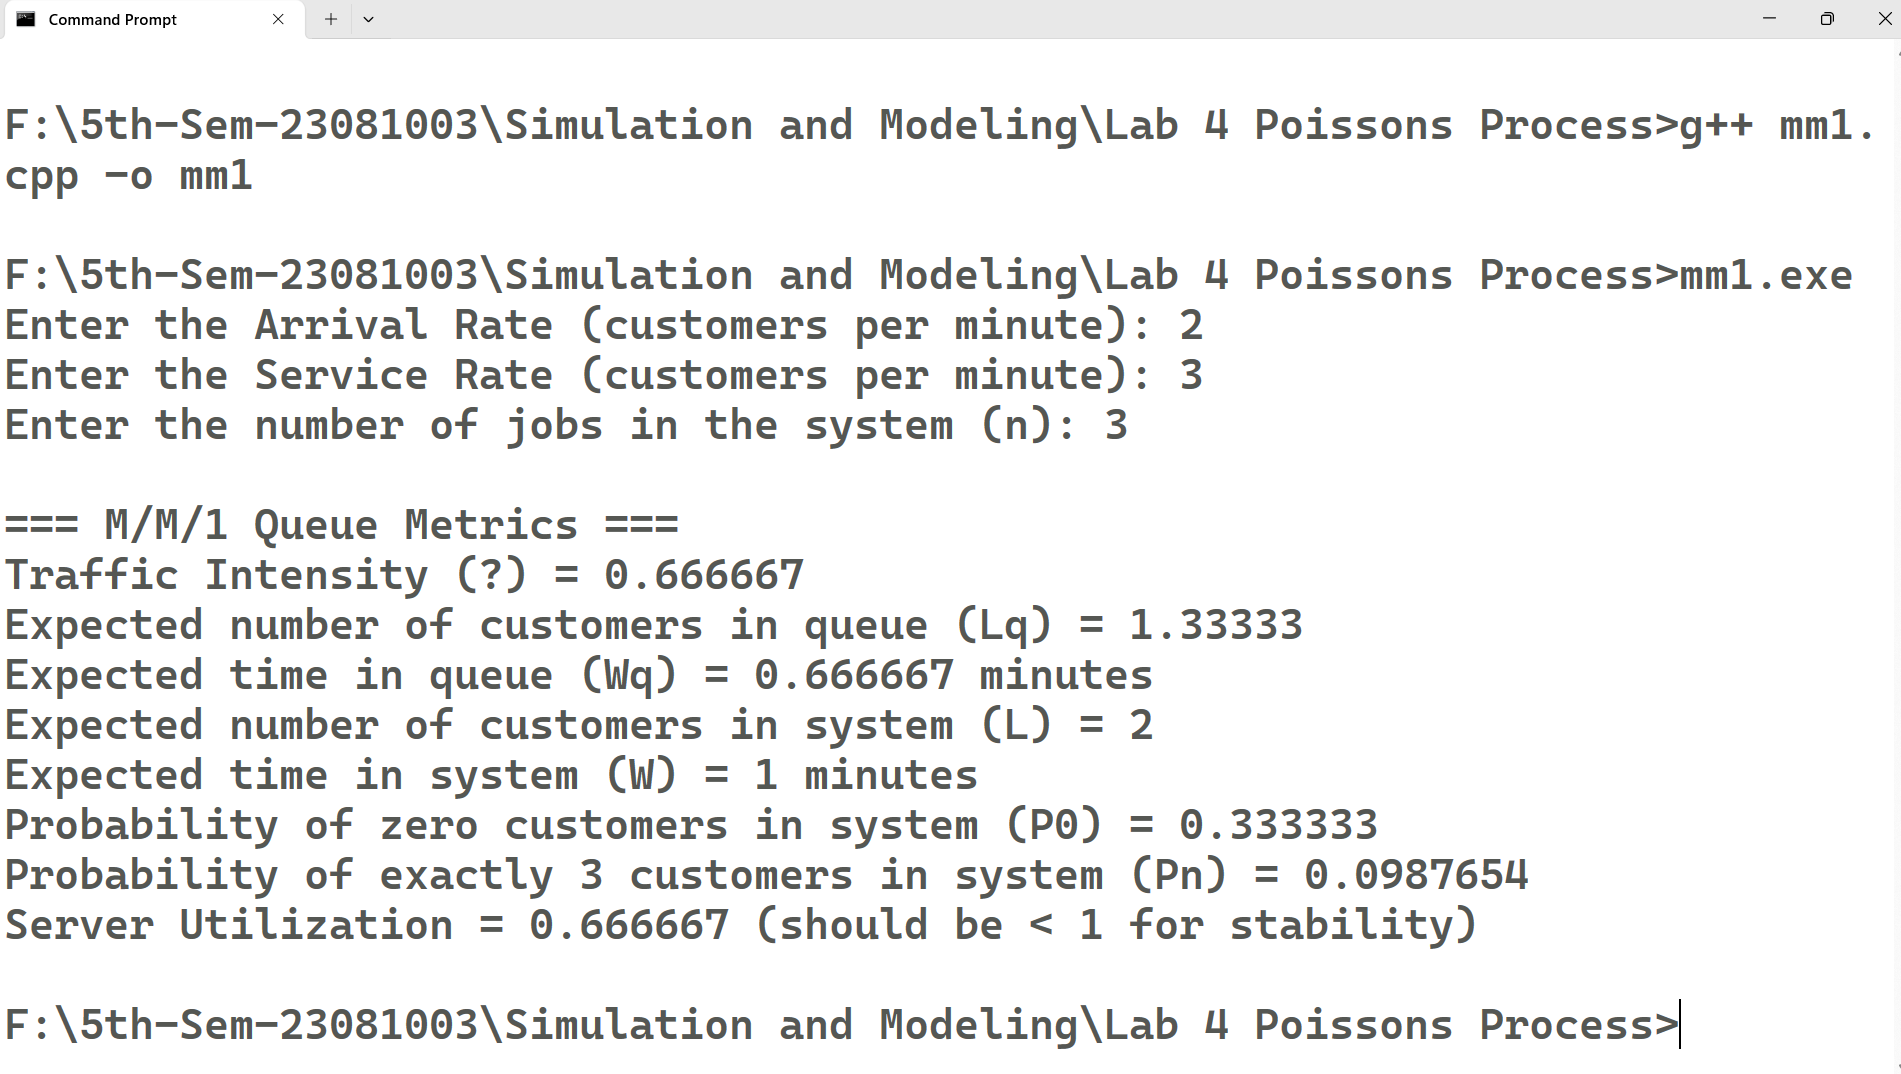 Command Prompt
F:\5th-Sem-23081003\Simulation and Modeling\Lab 4 Poissons Process>g++ mm1.
cpp -o mm1
F:\5th-Sem-23081003\Simulation and Modeling\Lab 4 Poissons Process>mm1.exe
Enter the Arrival Rate (customers per minute): 2
Enter the Service Rate (customers per minute): 3
Enter the number of jobs in the system (n): 3
=== M/M/1 Queue Metrics ===
Traffic Intensity (?) = 0.666667
Expected number of customers in queue (Lq) = 1.33333
Expected time in queue (Wq) = 0.666667 minutes
Expected number of customers in system (L) = 2
Expected time in system (W) = 1 minutes
Probability of zero customers in system (P0) = 0.333333
Probability of exactly 3 customers in system (Pn) = 0.0987654
Server Utilization = 0.666667 (should be < 1 for stability)
F:\5th-Sem-23081003\Simulation and Modeling\Lab 4 Poissons Process>